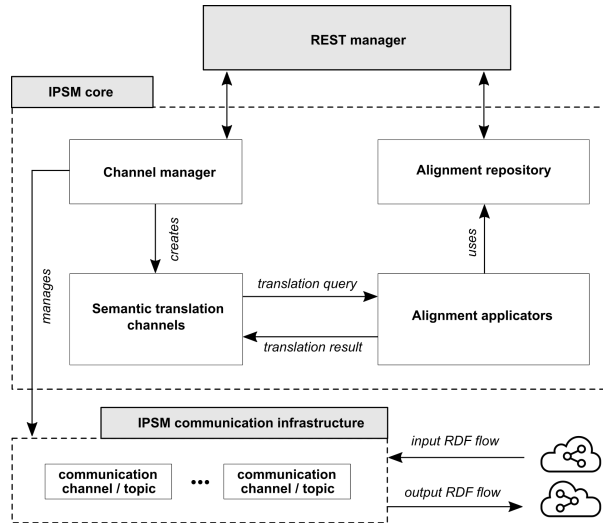 REST manager
IPSM core
Channel manager
Alignment repository
creates
uses
manages
translation query
Semantic translation
channels
Alignment applicators
translation result
IPSM communication infrastructure
input RDF flow
communication
channel / topic
•••
communication
channel / topic
output RDF flow